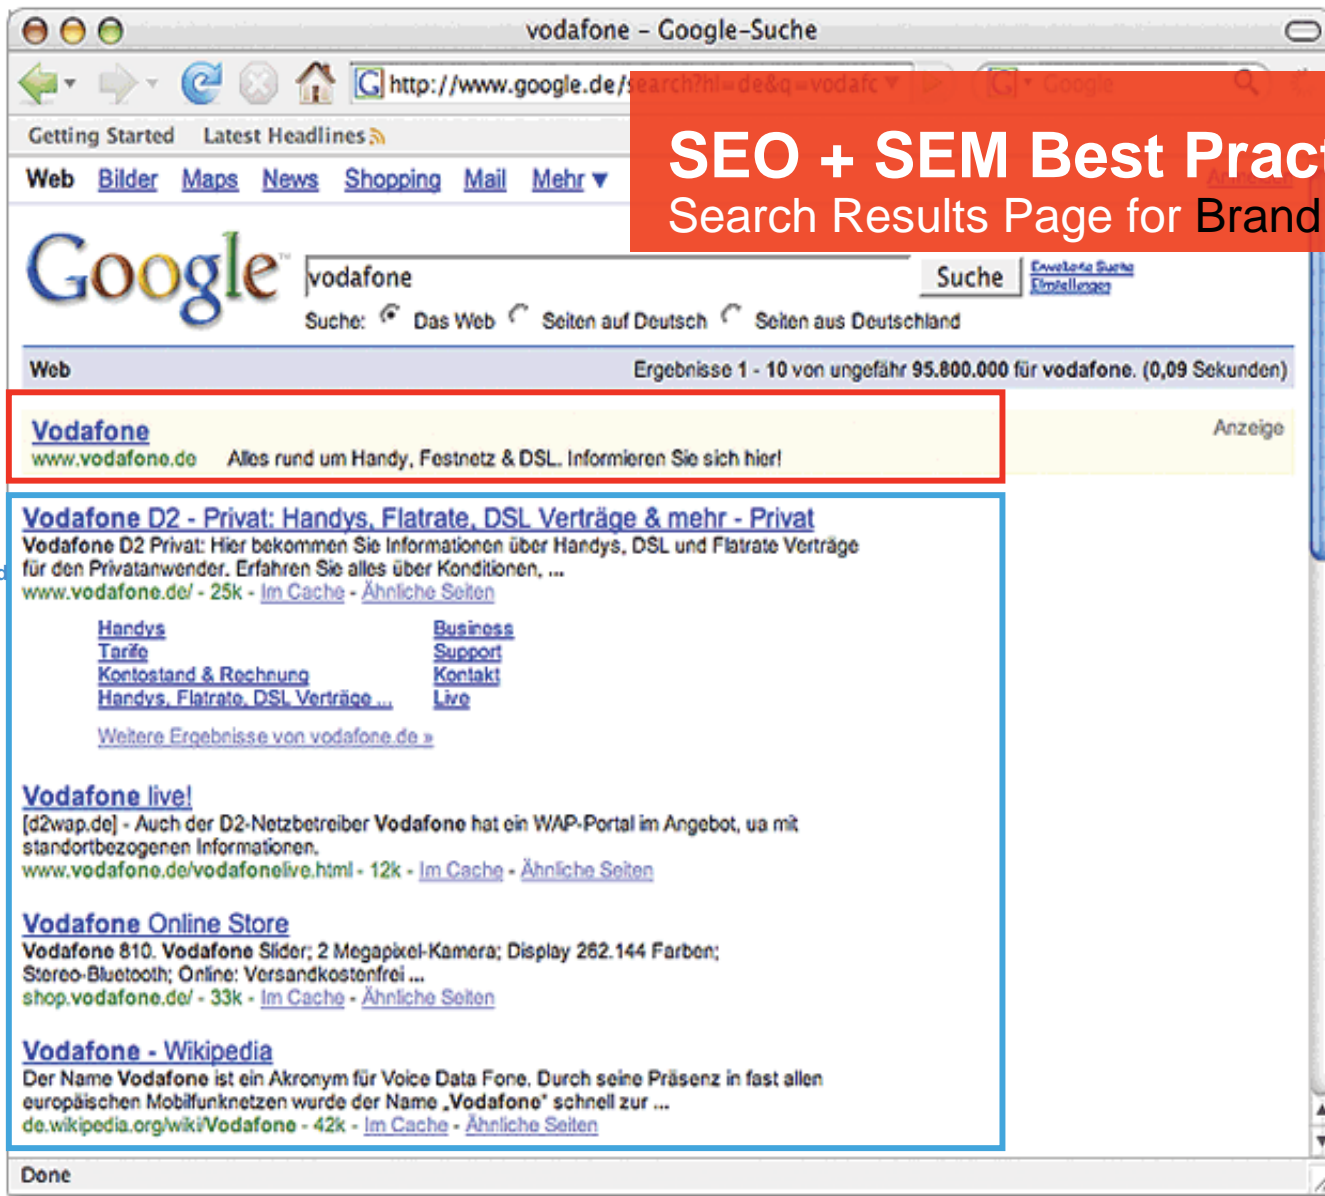 vodafone – Google-Suche
http://www.google.de/search?hl=de&q=vodafc
Google
Getting Started Latest Headlines
SEO + SEM Best Pract
Search Results Page for Brand
Web Bilder Maps News Shopping Mail Mehr ▼ Anmelden
Google™
vodafone Suche Erweiterte Suche
Einstellungen
Suche: Das Web Seiten auf Deutsch Seiten aus Deutschland
Web Ergebnisse 1 - 10 von ungefähr 95.800.000 für vodafone. (0,09 Sekunden)
Vodafone Anzeige
www.vodafone.de Alles rund um Handy, Festnetz & DSL. Informieren Sie sich hier!
Vodafone D2 - Privat: Handys, Flatrate, DSL Verträge & mehr - Privat
Vodafone D2 Privat: Hier bekommen Sie Informationen über Handys, DSL und Flatrate Verträge
für den Privatanwender. Erfahren Sie alles über Konditionen, ...
d
www.vodafone.de/ - 25k - Im Cache - Ähnliche Seiten
Handys Business
Tarife Support
Kontostand & Rechnung Kontakt
Handys, Flatrate, DSL Verträge ... Live
Weitere Ergebnisse von vodafone.de »
Vodafone live!
[d2wap.de] - Auch der D2-Netzbetreiber Vodafone hat ein WAP-Portal im Angebot, ua mit
standortbezogenen Informationen.
www.vodafone.de/vodafonelive.html - 12k - Im Cache - Ähnliche Seiten
Vodafone Online Store
Vodafone 810. Vodafone Slider; 2 Megapixel-Kamera; Display 262.144 Farben;
Stereo-Bluetooth; Online: Versandkostenfrei ...
shop.vodafone.de/ - 33k - Im Cache - Ähnliche Seiten
Vodafone - Wikipedia
Der Name Vodafone ist ein Akronym für Voice Data Fone. Durch seine Präsenz in fast allen
europäischen Mobilfunknetzen wurde der Name „Vodafone“ schnell zur ...
de.wikipedia.org/wiki/Vodafone - 42k - Im Cache - Ähnliche Seiten
Done